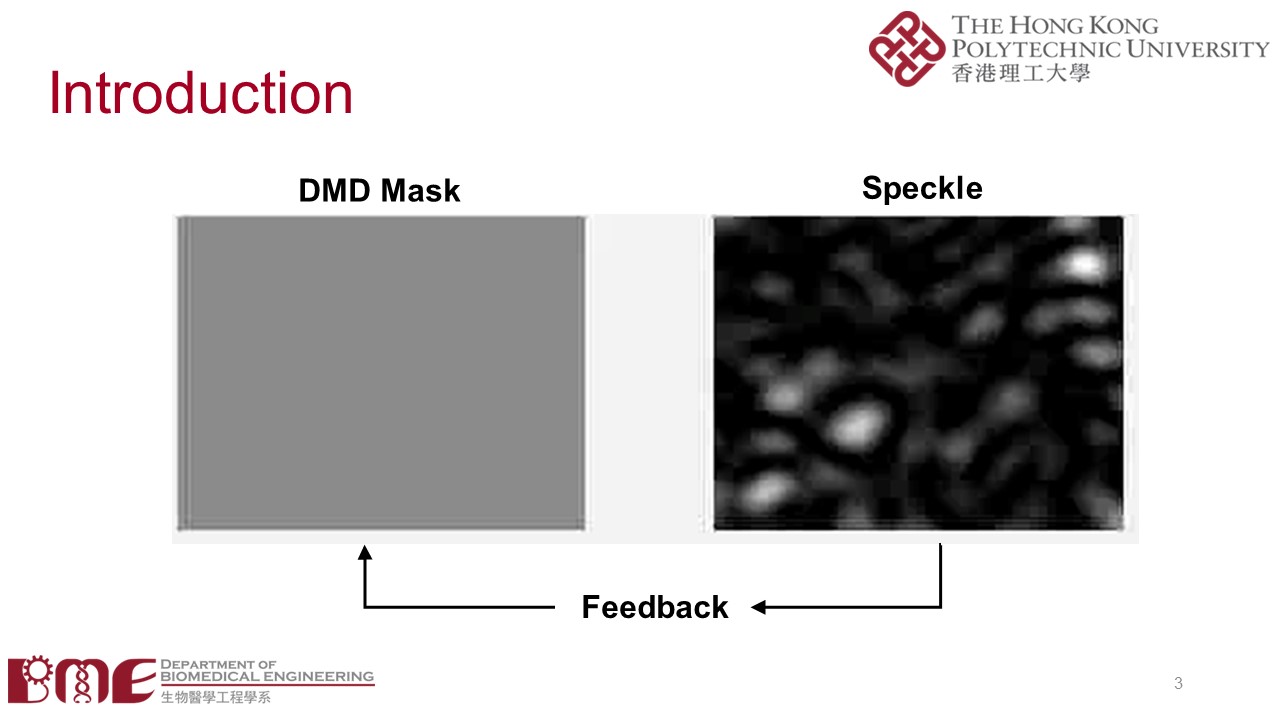 THE HONG KONG
POLYTECHNIC UNIVERSITY
香港理工大學
Introduction
DMD Mask
Speckle
Feedback
BME
DEPARTMENT OF
BIOMEDICAL ENGINEERING
生物醫學工程學系
3